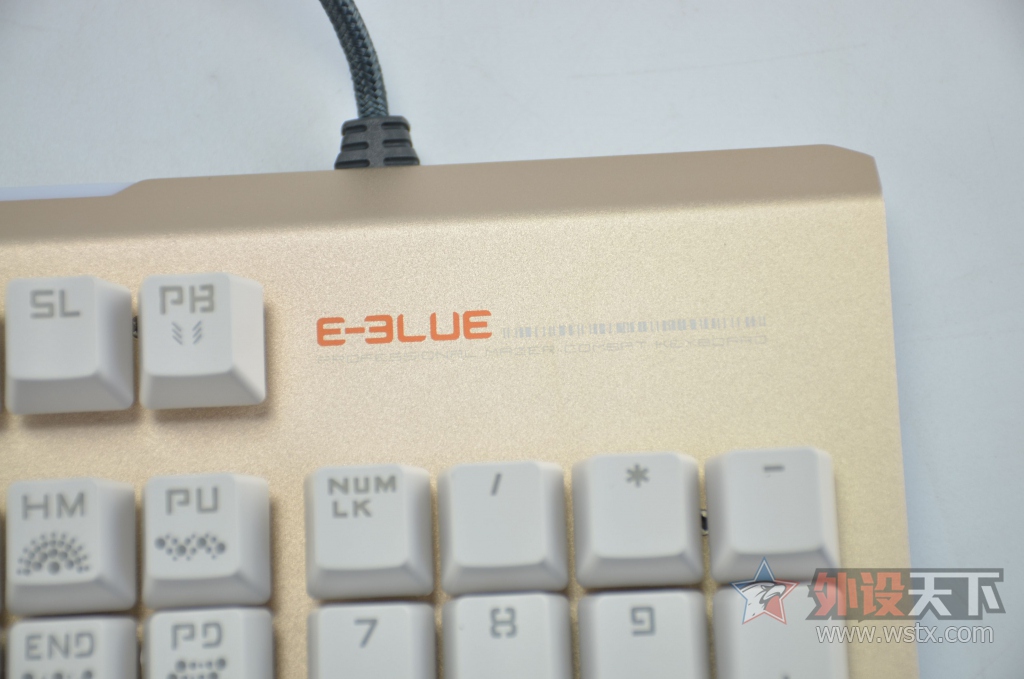 SL
PB
E-BLUE
PROFESSIONAL MAZER COMBAT KEYBOARD
HM
PU
NUM
LK
/
*
-
END
PD
7
8
9
外设天下
www.wstx.com